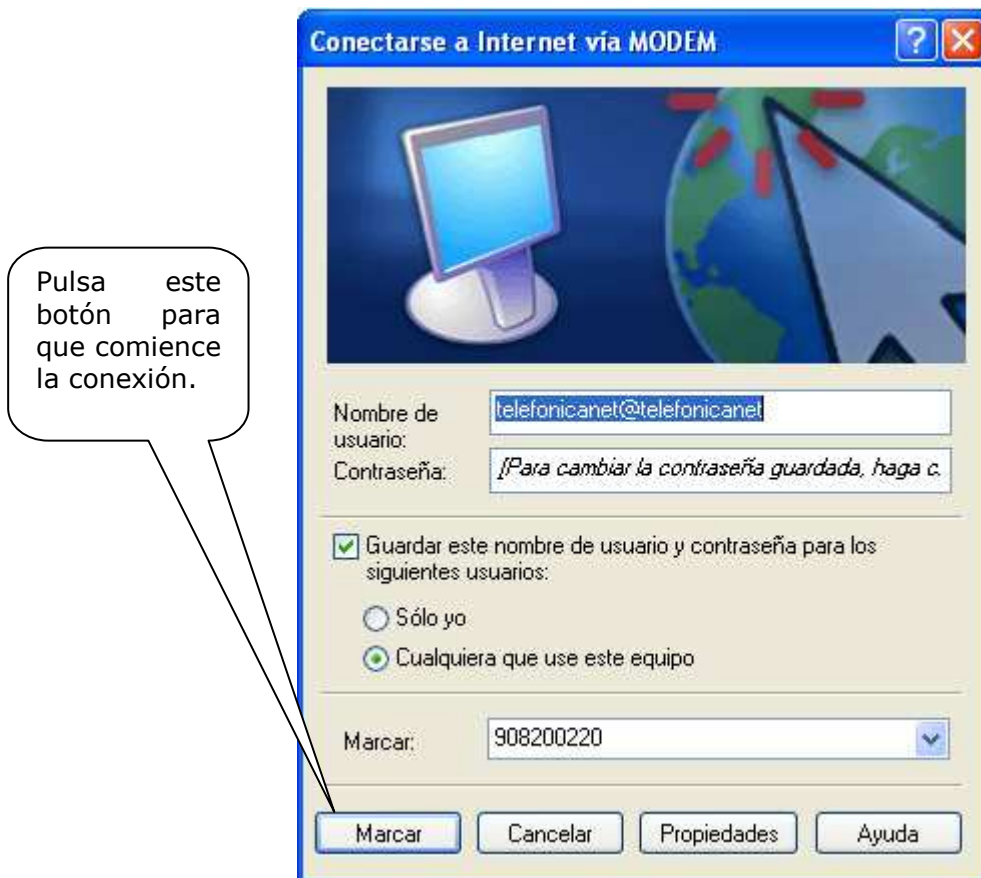 Conectarse a Internet vía MODEM
Pulsa este
botón para
que comience
la conexión.
Nombre de
usuario:
telefonicanet@telefonicanet
Contraseña:
[Para cambiar la contraseña guardada, haga c
Guardar este nombre de usuario y contraseña para los
siguientes usuarios:
Sólo yo
Cualquiera que use este equipo
Marcar:
908200220
Marcar
Cancelar
Propiedades
Ayuda